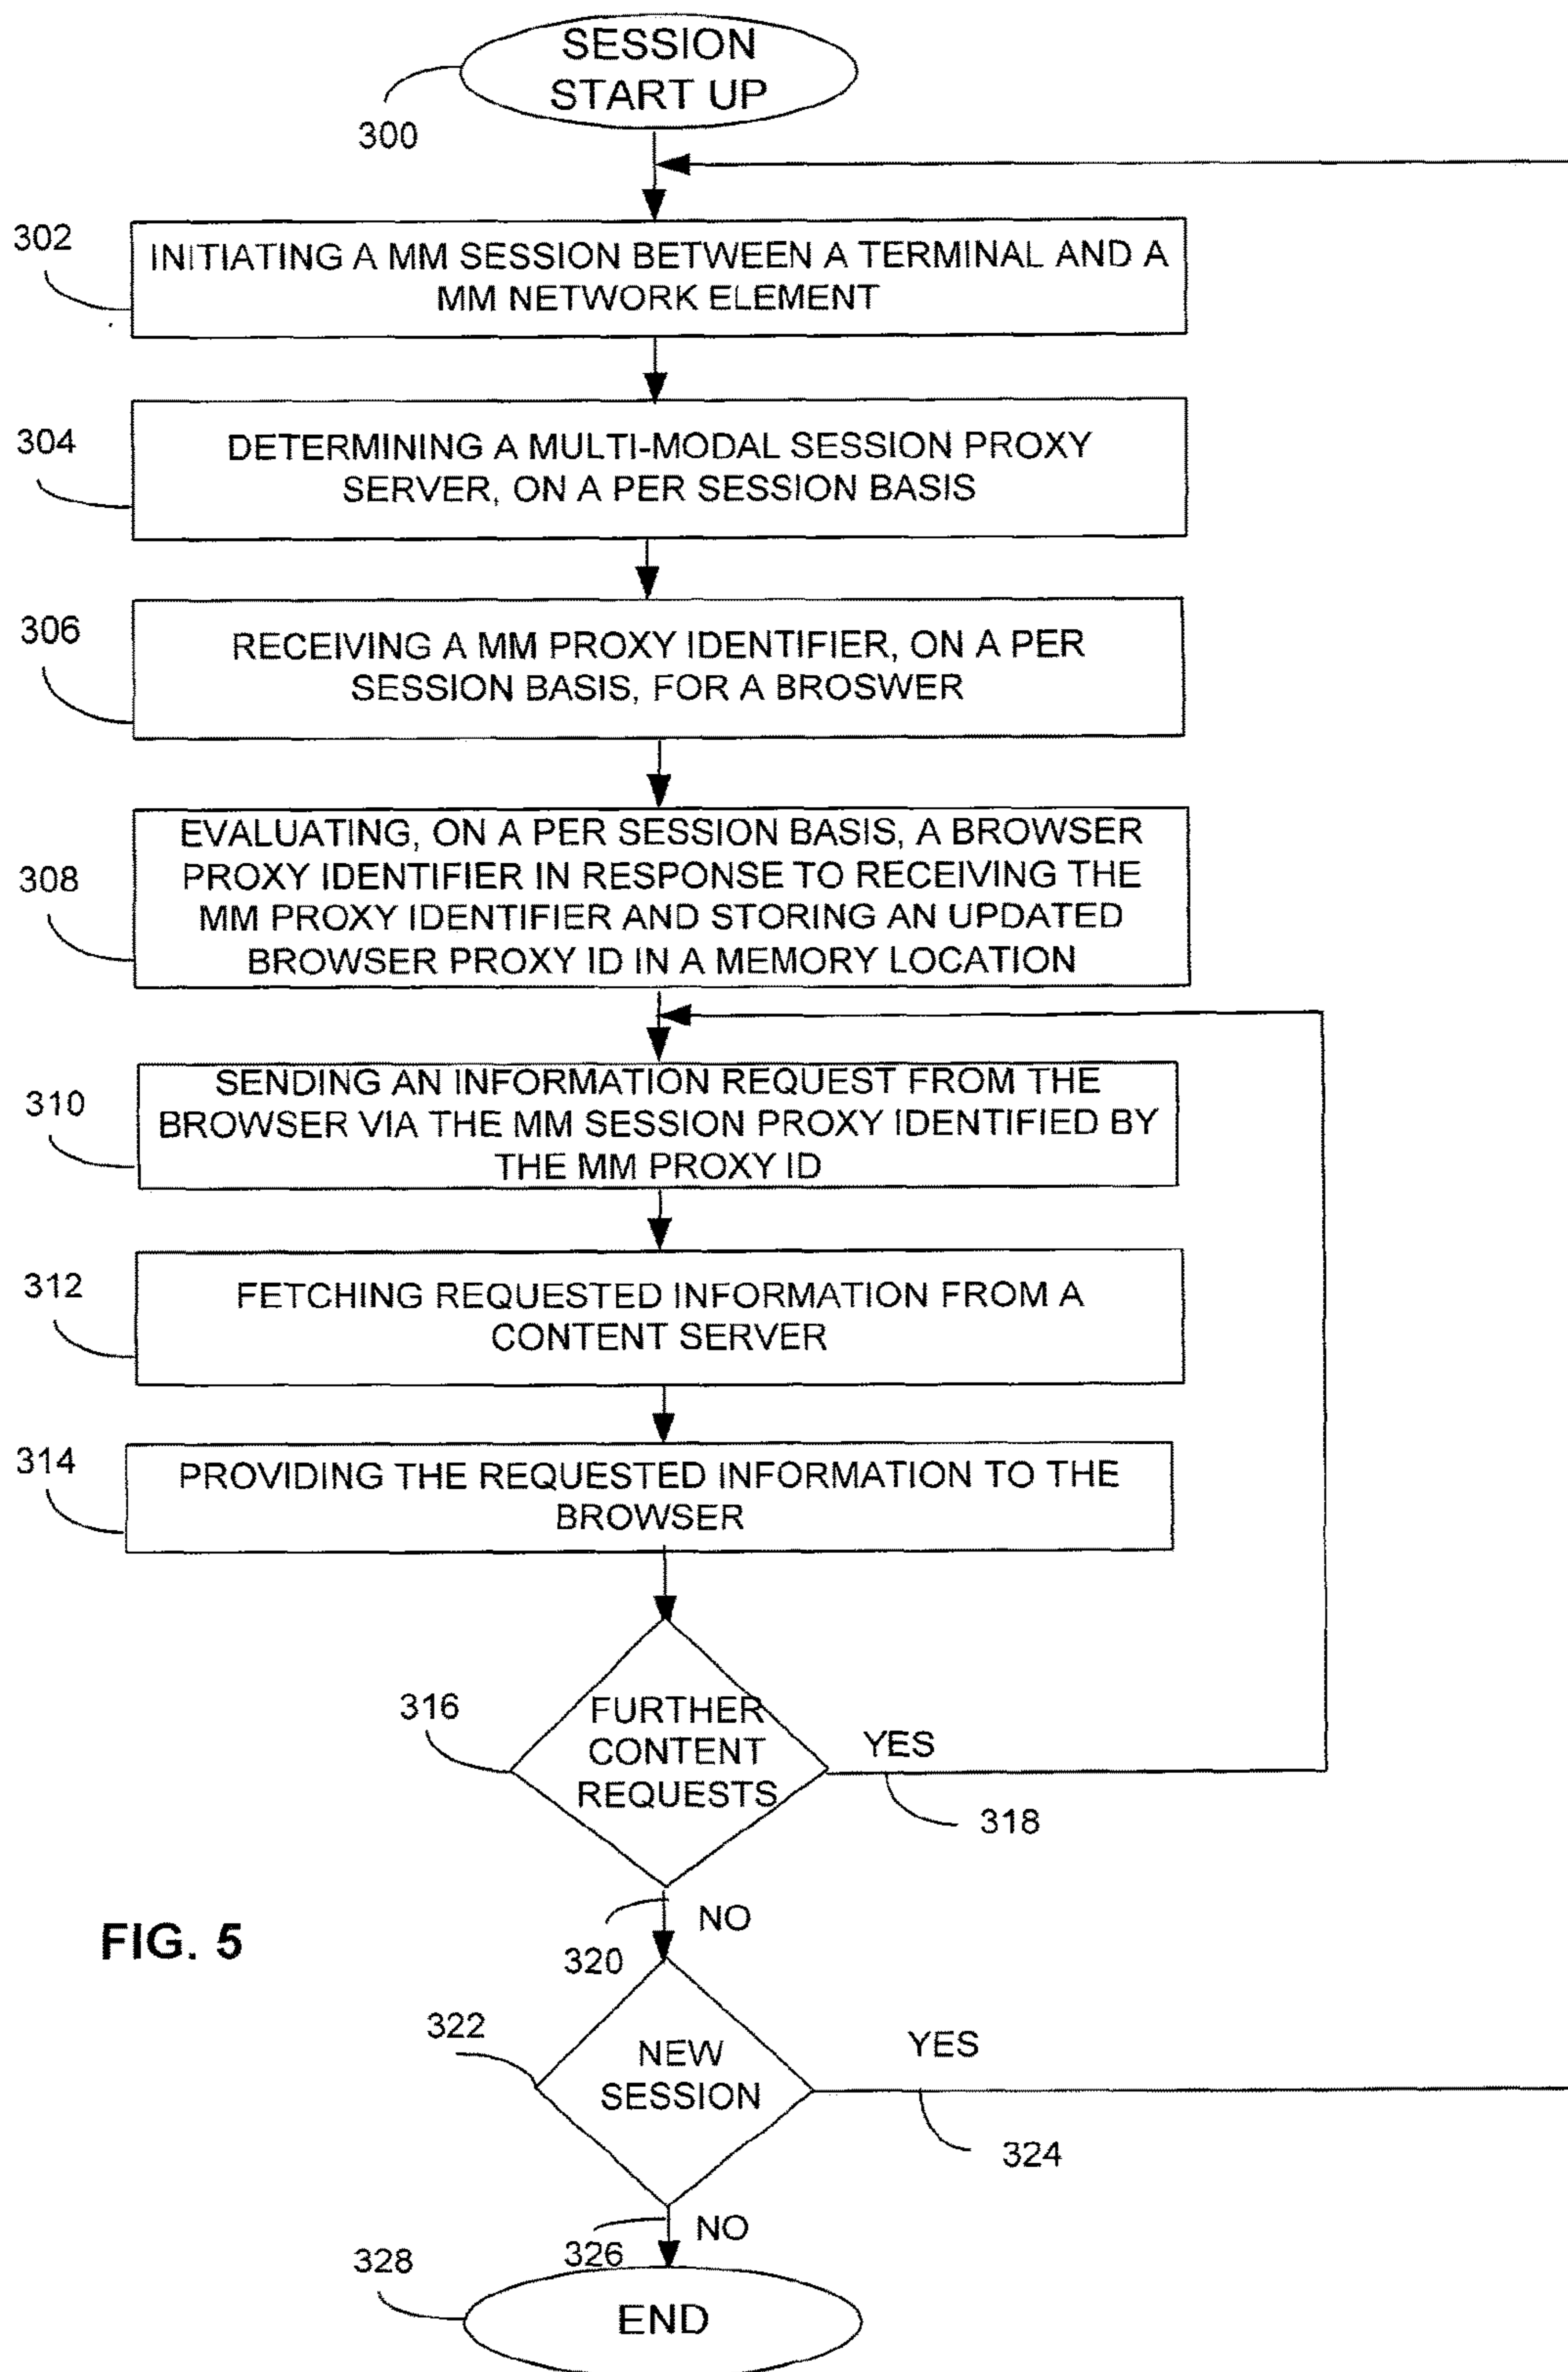 SESSION
START UP
300
302
INITIATING A MM SESSION BETWEEN A TERMINAL AND A
MM NETWORK ELEMENT
304
DETERMINING A MULTI-MODAL SESSION PROXY
SERVER, ON A PER SESSION BASIS
306
RECEIVING A MM PROXY IDENTIFIER, ON A PER
SESSION BASIS, FOR A BROSWER
308
EVALUATING, ON A PER SESSION BASIS, A BROWSER
PROXY IDENTIFIER IN RESPONSE TO RECEIVING THE
MM PROXY IDENTIFIER AND STORING AN UPDATED
BROWSER PROXY ID IN A MEMORY LOCATION
310
SENDING AN INFORMATION REQUEST FROM THE
BROWSER VIA THE MM SESSION PROXY IDENTIFIED BY
THE MM PROXY ID
312
FETCHING REQUESTED INFORMATION FROM A
CONTENT SERVER
314
PROVIDING THE REQUESTED INFORMATION TO THE
BROWSER
316
FURTHER
CONTENT
REQUESTS
YES
318
NO
320
FIG. 5
322
NEW
SESSION
YES
324
NO
326
328
END